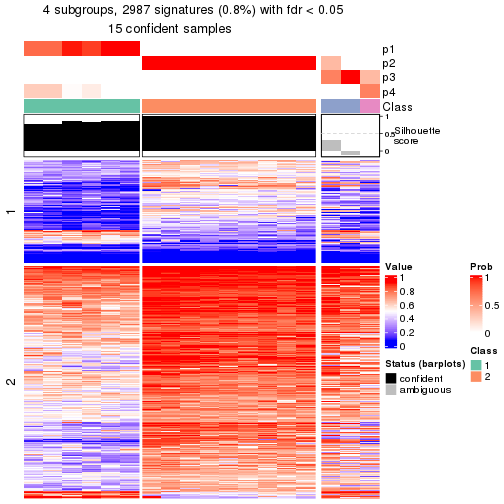 4 subgroups, 2987 signatures (0.8%) with fdr < 0.05
15 confident samples
p1
p2
p3
p4
Class
1
0.5
0
Silhouette
score
1
2
Value
1
0.8
0.6
0.4
0.2
0
Prob
1
0.5
0
Status (barplots)
confident
ambiguous
Class
1
2